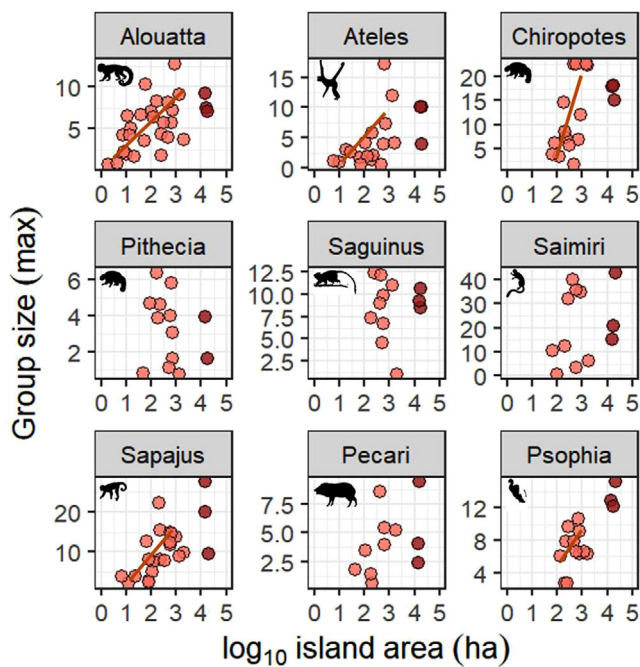 Alouatta Ateles Chiropotes
10 15 20
5 10 15
5 10
0 5
0 1 2 3 4 5 0 1 2 3 4 5 0 1 2 3 4 5
Pithecia Saguinus Saimiri
6 12.5 40
4 10.0 30
2 7.5 20
5.0 10
2.5 0
0 1 2 3 4 5 0 1 2 3 4 5 0 1 2 3 4 5
Sapajus Pecari Psophia
20 7.5 12
10 5.0 8
2.5 4
0 1 2 3 4 5 0 1 2 3 4 5 0 1 2 3 4 5
Group size (max)
log₁₀ island area (ha)